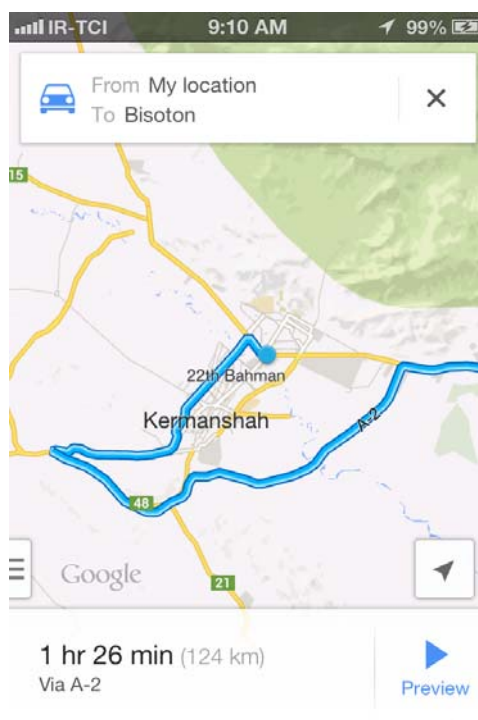 IR-TCI 9:10 AM 99%
From My location
To Bisoton
15
22th Bahman
Kermanshah
A-2
48
Google
21
1 hr 26 min (124 km)
Via A-2
Preview